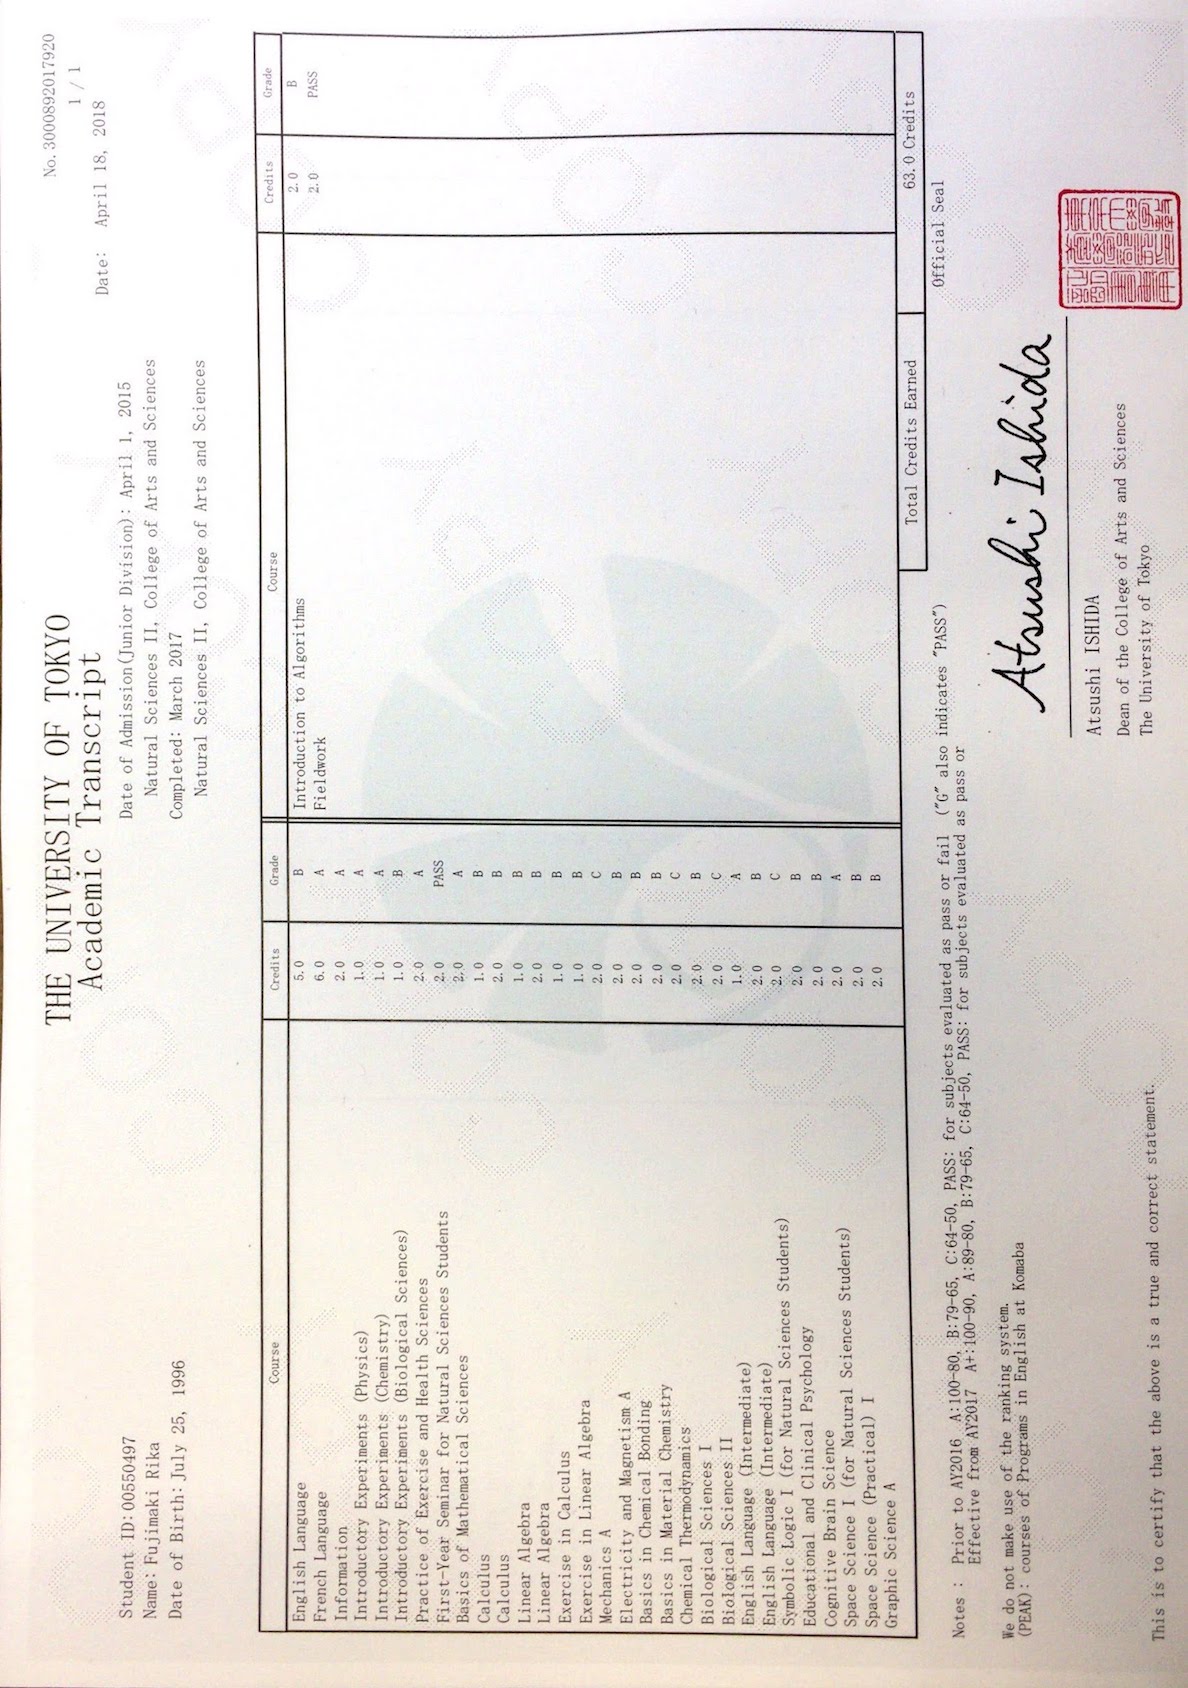 No. 3000892017920
1 / 1
THE UNIVERSITY OF TOKYO
Academic Transcript
Date: April 18, 2018
Student ID:00550497
Name: Fujimaki Rika
Date of Birth: July 25, 1996
Date of Admission(Junior Division): April 1, 2015
Natural Sciences II, College of Arts and Sciences
Completed: March 2017
Natural Sciences II, College of Arts and Sciences
Course Credits Grade Course Credits Grade
English Language 5.0 B Introduction to Algorithms 2.0 B
French Language 6.0 A Fieldwork 2.0 PASS
Information 2.0 A
Introductory Experiments (Physics) 1.0 A
Introductory Experiments (Chemistry) 1.0 A
Introductory Experiments (Biological Sciences) 1.0 B
Practice of Exercise and Health Sciences 2.0 A
First-Year Seminar for Natural Sciences Students 2.0 PASS
Basics of Mathematical Sciences 2.0 A
Calculus 1.0 B
Calculus 2.0 B
Linear Algebra 1.0 B
Linear Algebra 2.0 B
Exercise in Calculus 1.0 B
Exercise in Linear Algebra 1.0 B
Mechanics A 2.0 C
Electricity and Magnetism A 2.0 B
Basics in Chemical Bonding 2.0 B
Basics in Material Chemistry 2.0 B
Chemical Thermodynamics 2.0 C
Biological Sciences I 2.0 B
Biological Sciences II 2.0 C
English Language (Intermediate) 1.0 A
English Language (Intermediate) 2.0 B
Symbolic Logic I (for Natural Sciences Students) 2.0 C
Educational and Clinical Psychology 2.0 B
Cognitive Brain Science 2.0 B
Space Science I (for Natural Sciences Students) 2.0 A
Space Science (Practical) I 2.0 B
Graphic Science A 2.0 B
Total Credits Earned 63.0 Credits
Notes : Prior to AY2016 A:100-80, B:79-65, C:64-50, PASS: for subjects evaluated as pass or fail ("G" also indicates "PASS")
Effective from AY2017 A+:100-90, A:89-80, B:79-65, C:64-50, PASS: for subjects evaluated as pass or
We do not make use of the ranking system.
(PEAK): courses of Programs in English at Komaba
Official Seal
Atsushi Ishida
Atsushi ISHIDA
Dean of the College of Arts and Sciences
The University of Tokyo
This is to certify that the above is a true and correct statement.